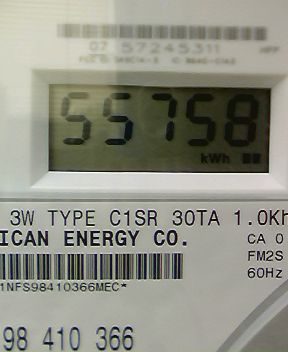 07 57245311
55758
kWh
3W TYPE C1SR 30TA 1.0Kh
ICAN ENERGY CO.
CA 0
FM2S
60Hz
1NFS98410366MEC*
98 410 366